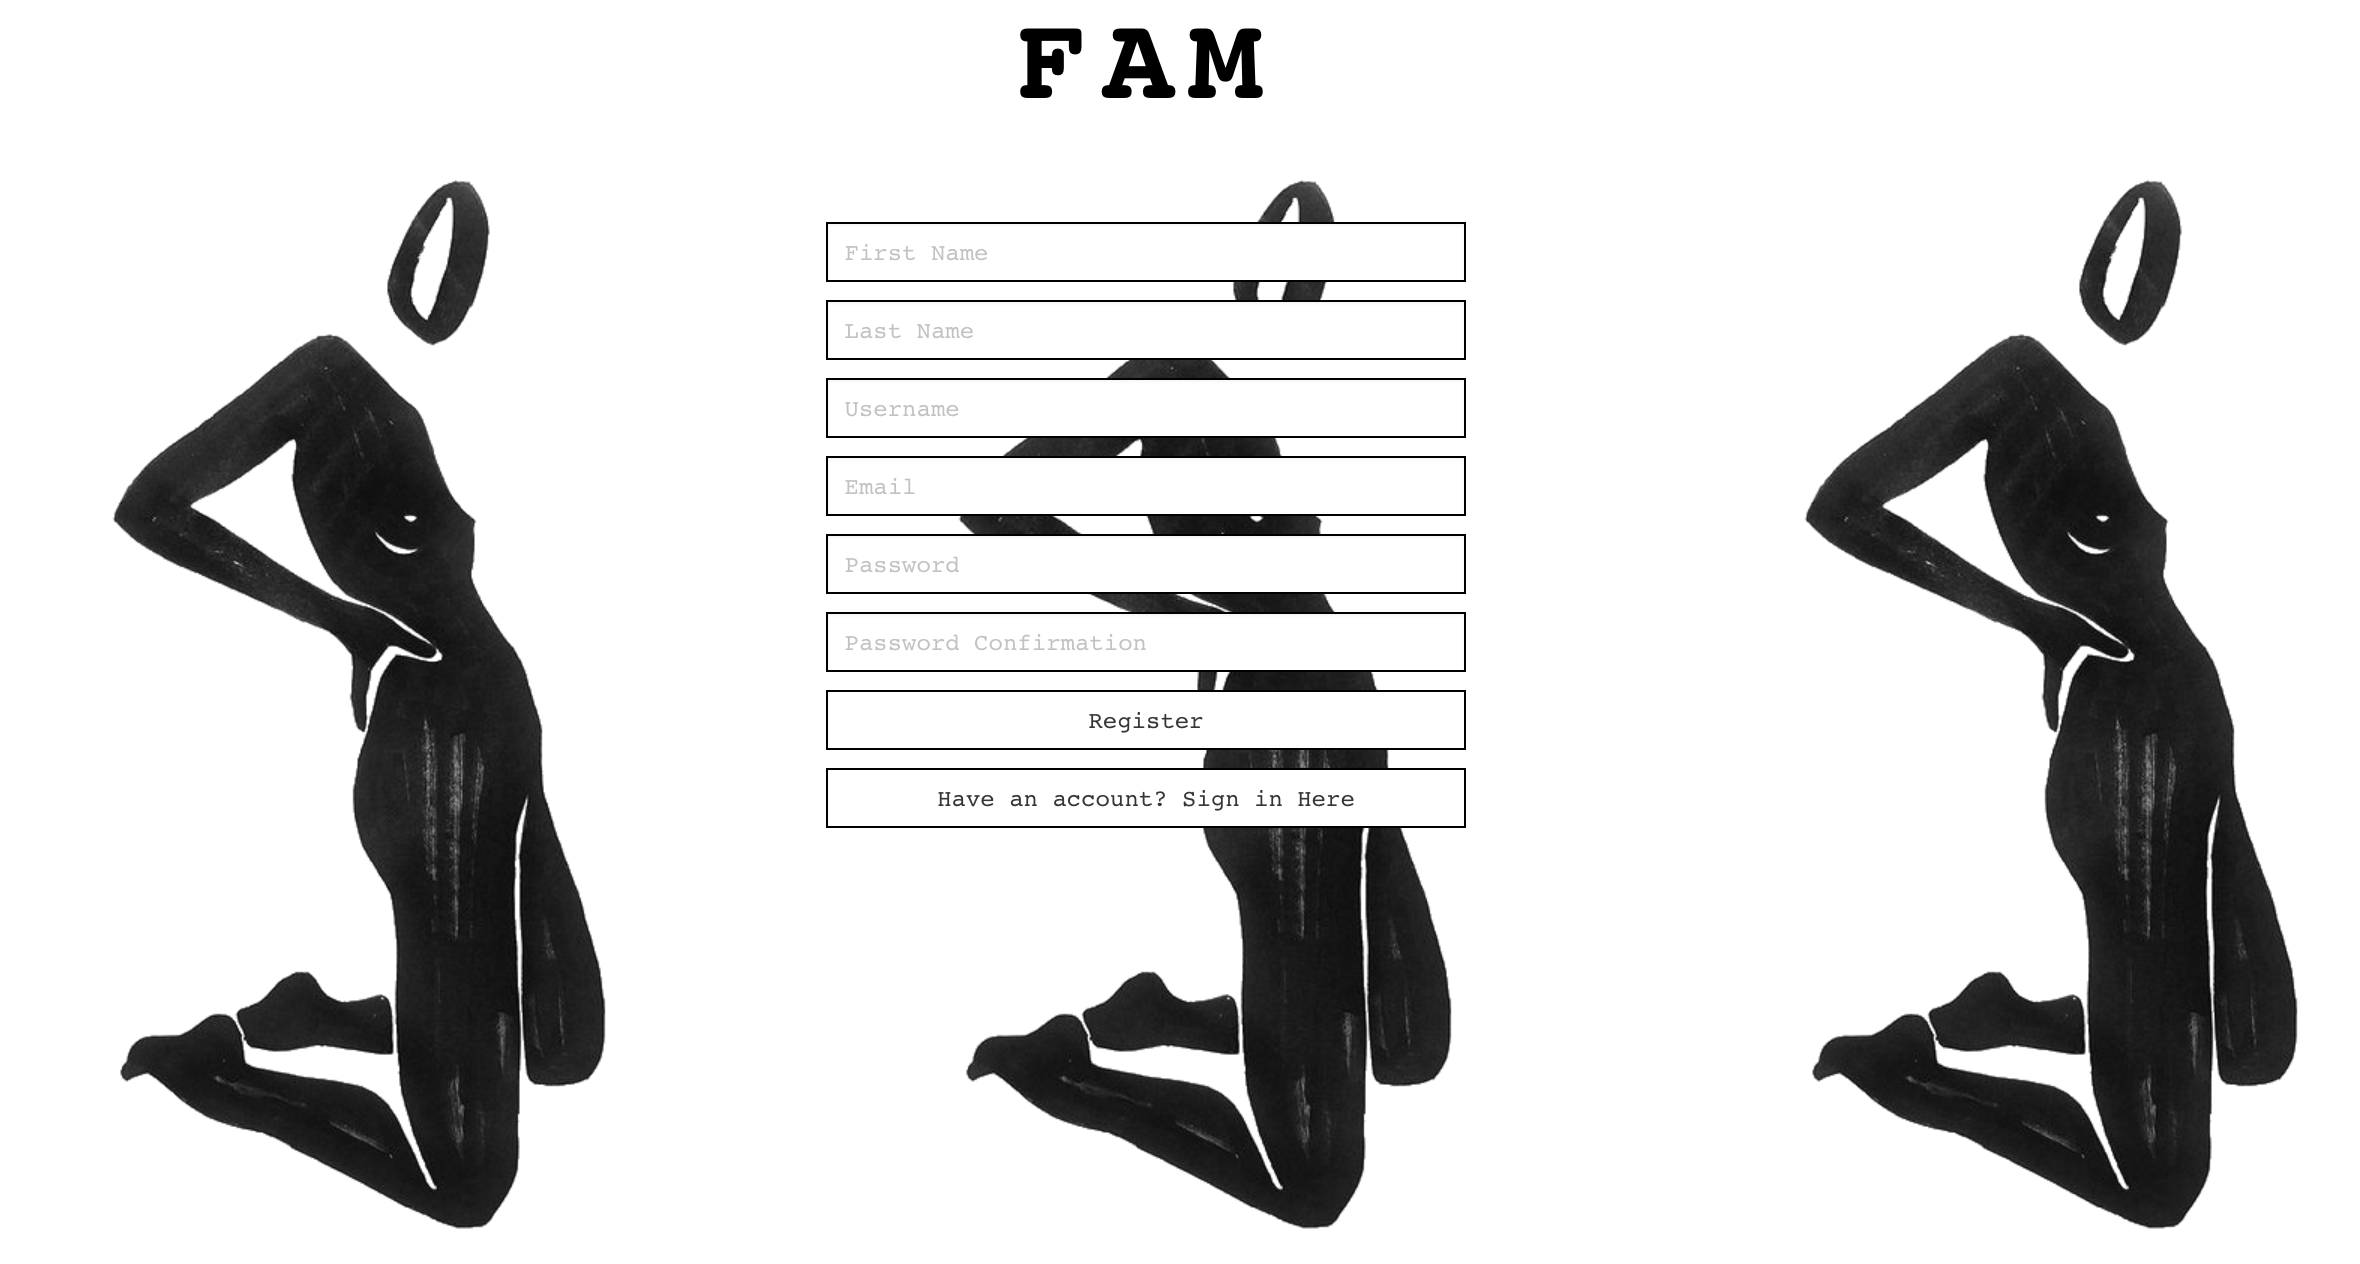 FAM
First Name
Last Name
Username
Email
Password
Password Confirmation
Register
Have an account? Sign in Here